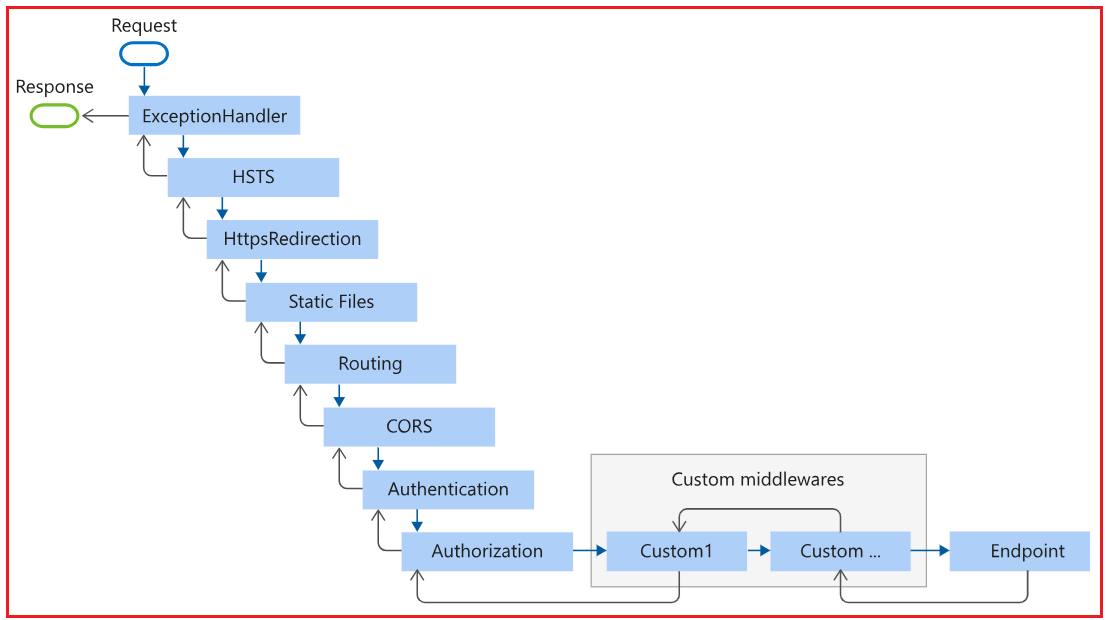 Request
Response
ExceptionHandler
HSTS
HttpsRedirection
Static Files
Routing
CORS
Authentication
Custom middlewares
Authorization
Custom1
Custom ...
Endpoint